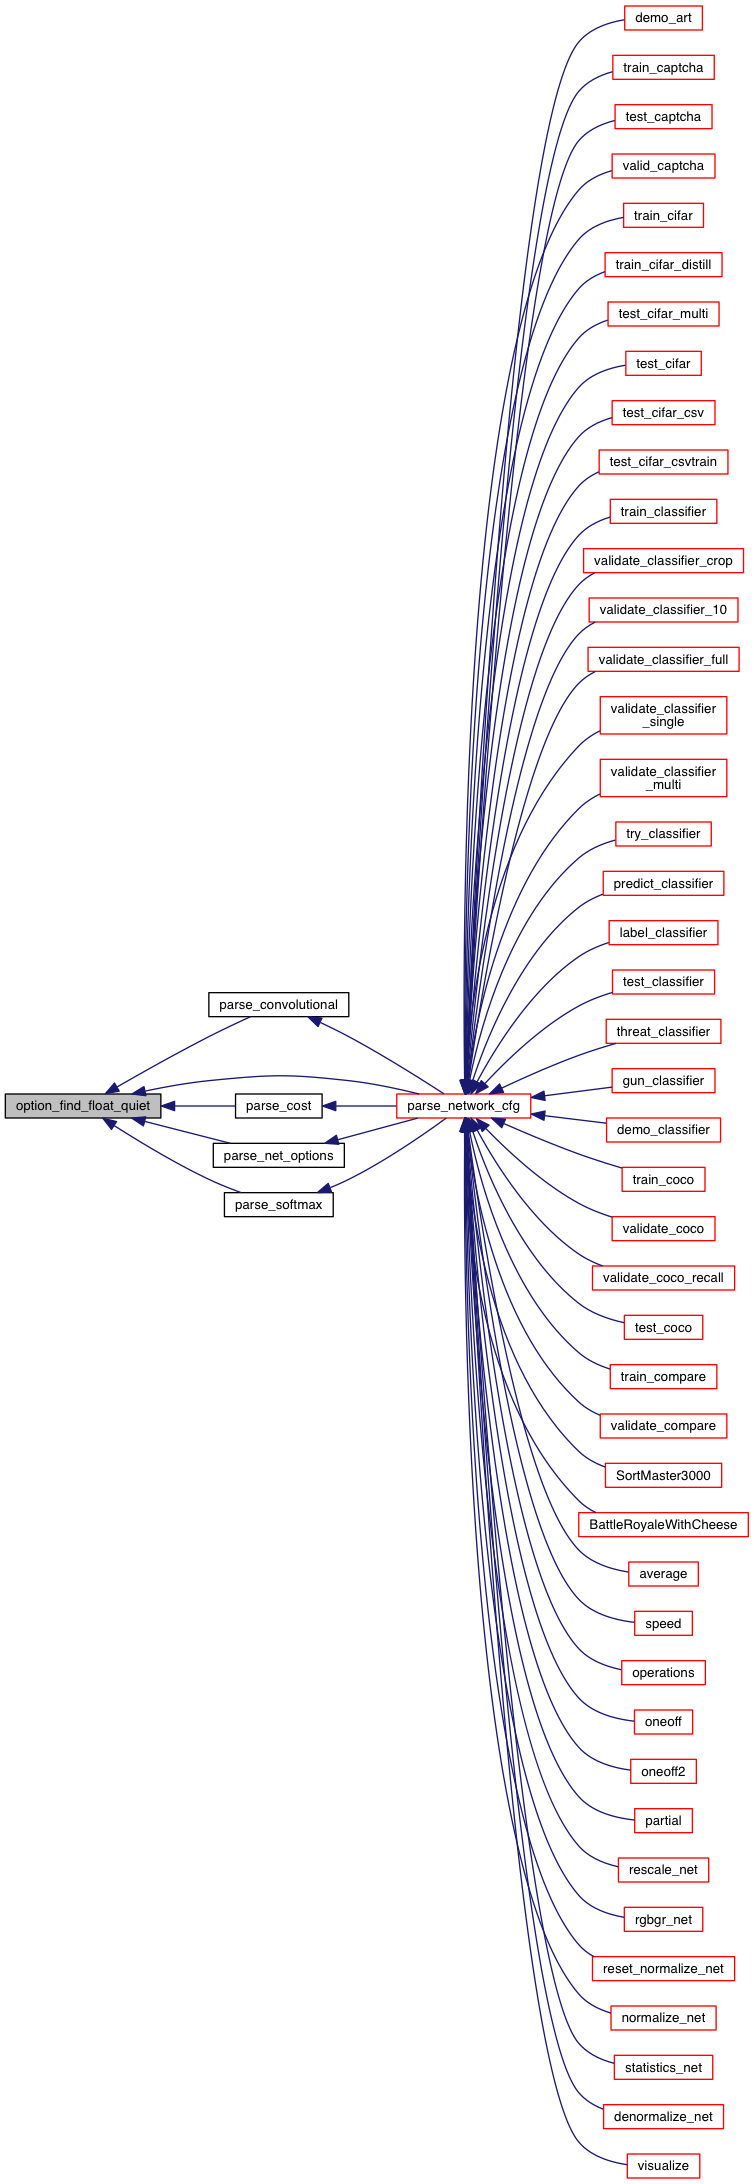 demo_art
train_captcha
test_captcha
valid_captcha
train_cifar
train_cifar_distill
test_cifar_multi
test_cifar
test_cifar_csv
test_cifar_csvtrain
train_classifier
validate_classifier_crop
validate_classifier_10
validate_classifier_full
validate_classifier
_single
validate_classifier
_multi
try_classifier
predict_classifier
label_classifier
test_classifier
parse_convolutional
threat_classifier
gun_classifier
option_find_float_quiet
parse_cost
parse_network_cfg
demo_classifier
parse_net_options
train_coco
parse_softmax
validate_coco
validate_coco_recall
test_coco
train_compare
validate_compare
SortMaster3000
BattleRoyaleWithCheese
average
speed
operations
oneoff
oneoff2
partial
rescale_net
rgbgr_net
reset_normalize_net
normalize_net
statistics_net
denormalize_net
visualize